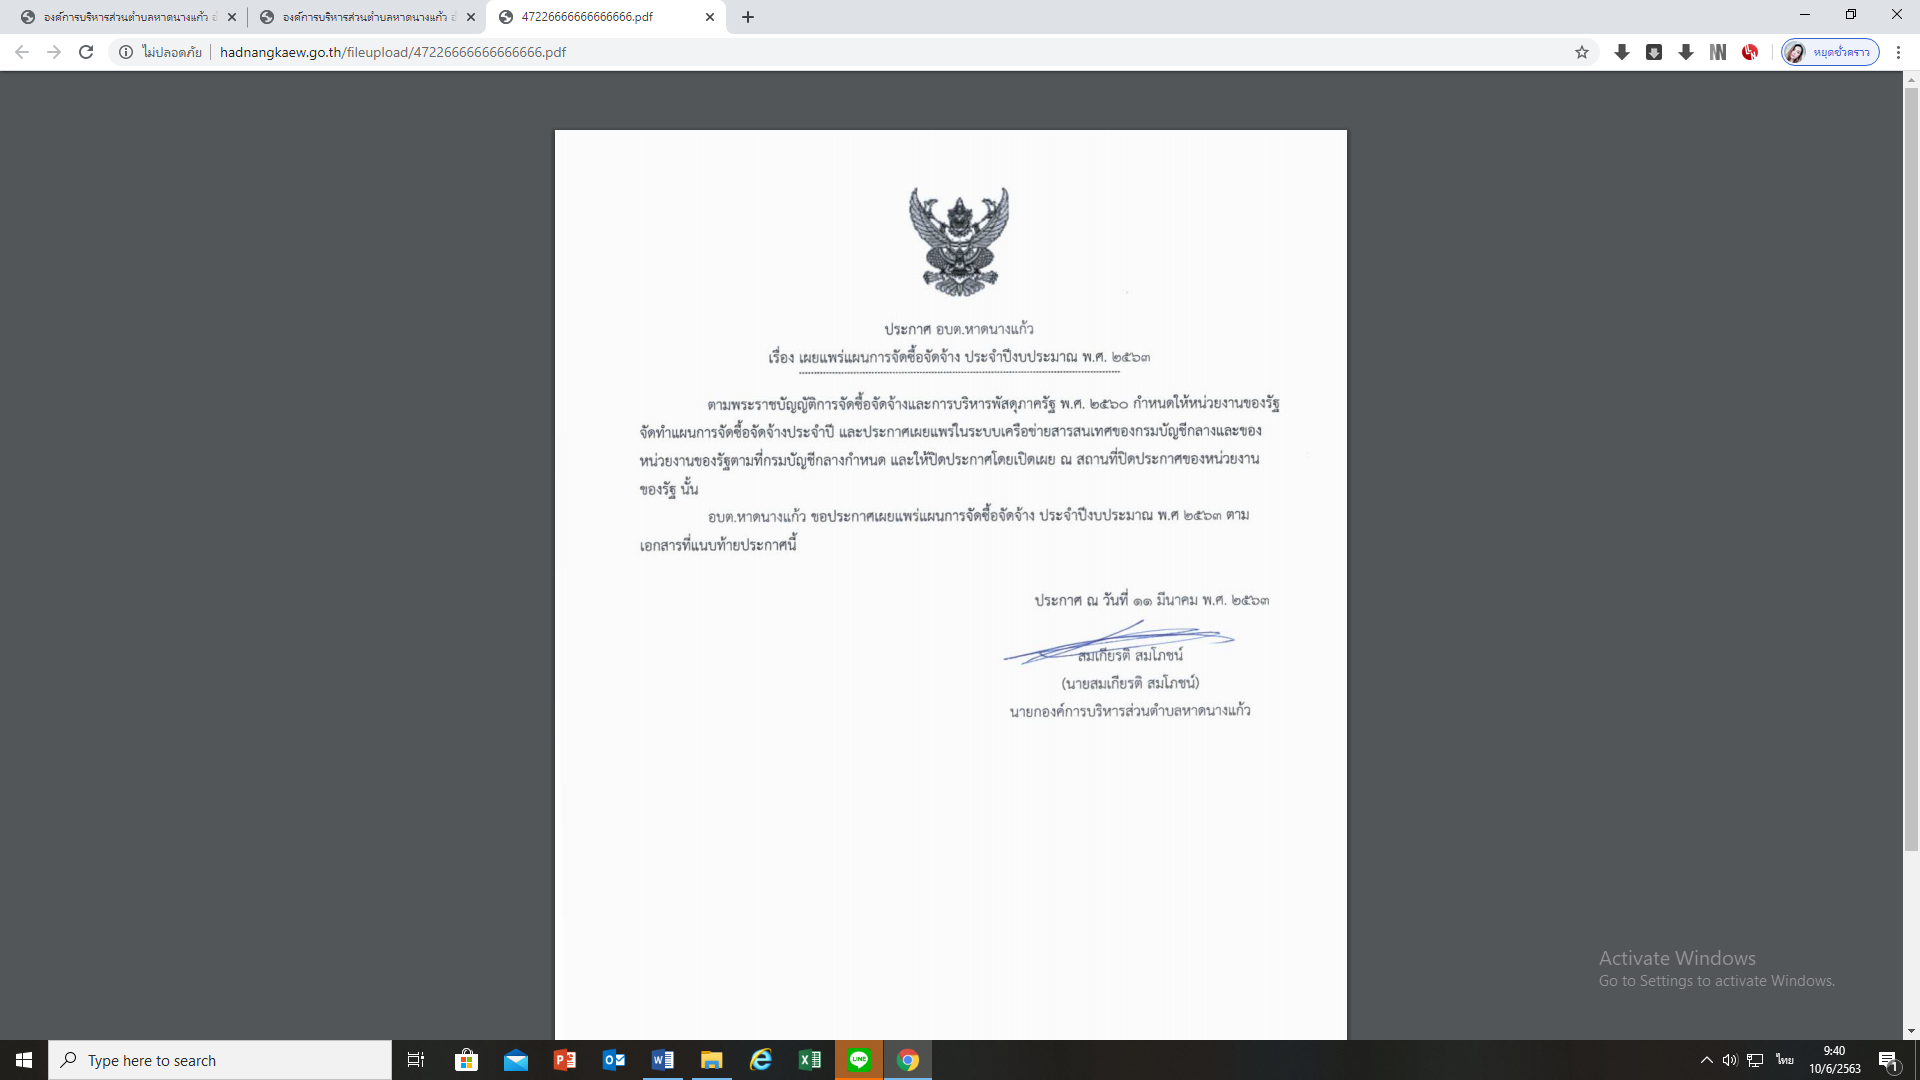 องค์การบริหารส่วนตำบลหาดนางแก้ว
องค์การบริหารส่วนตำบลหาดนางแก้ว
47226666666666666.pdf
ไม่ปลอดภัย
hadnangkaew.go.th/fileupload/47226666666666666.pdf
หยุดชั่วคราว
ประกาศ อบต.หาดนางแก้ว
เรื่อง เผยแพร่แผนการจัดซื้อจัดจ้าง ประจำปีงบประมาณ พ.ศ. ๒๕๖๓
ตามพระราชบัญญัติการจัดซื้อจัดจ้างและการบริหารพัสดุภาครัฐ พ.ศ. ๒๕๖๐ กำหนดให้หน่วยงานของรัฐ
จัดทำแผนการจัดซื้อจัดจ้างประจำปี และประกาศเผยแพร่ในระบบเครือข่ายสารสนเทศของกรมบัญชีกลางและของ
หน่วยงานของรัฐตามที่กรมบัญชีกลางกำหนด และให้ปิดประกาศโดยเปิดเผย ณ สถานที่ปิดประกาศของหน่วยงาน
ของรัฐ นั้น
อบต.หาดนางแก้ว ขอประกาศเผยแพร่แผนการจัดซื้อจัดจ้าง ประจำปีงบประมาณ พ.ศ ๒๕๖๓ ตาม
เอกสารที่แนบท้ายประกาศนี้
ประกาศ ณ วันที่ ๑๑ มีนาคม พ.ศ. ๒๕๖๓
สมเกียรติ สมโภชน์
(นายสมเกียรติ สมโภชน์)
นายกองค์การบริหารส่วนตำบลหาดนางแก้ว
Activate Windows
Go to Settings to activate Windows.
Type here to search
LINE
ไทย
9:40
10/6/2563
1